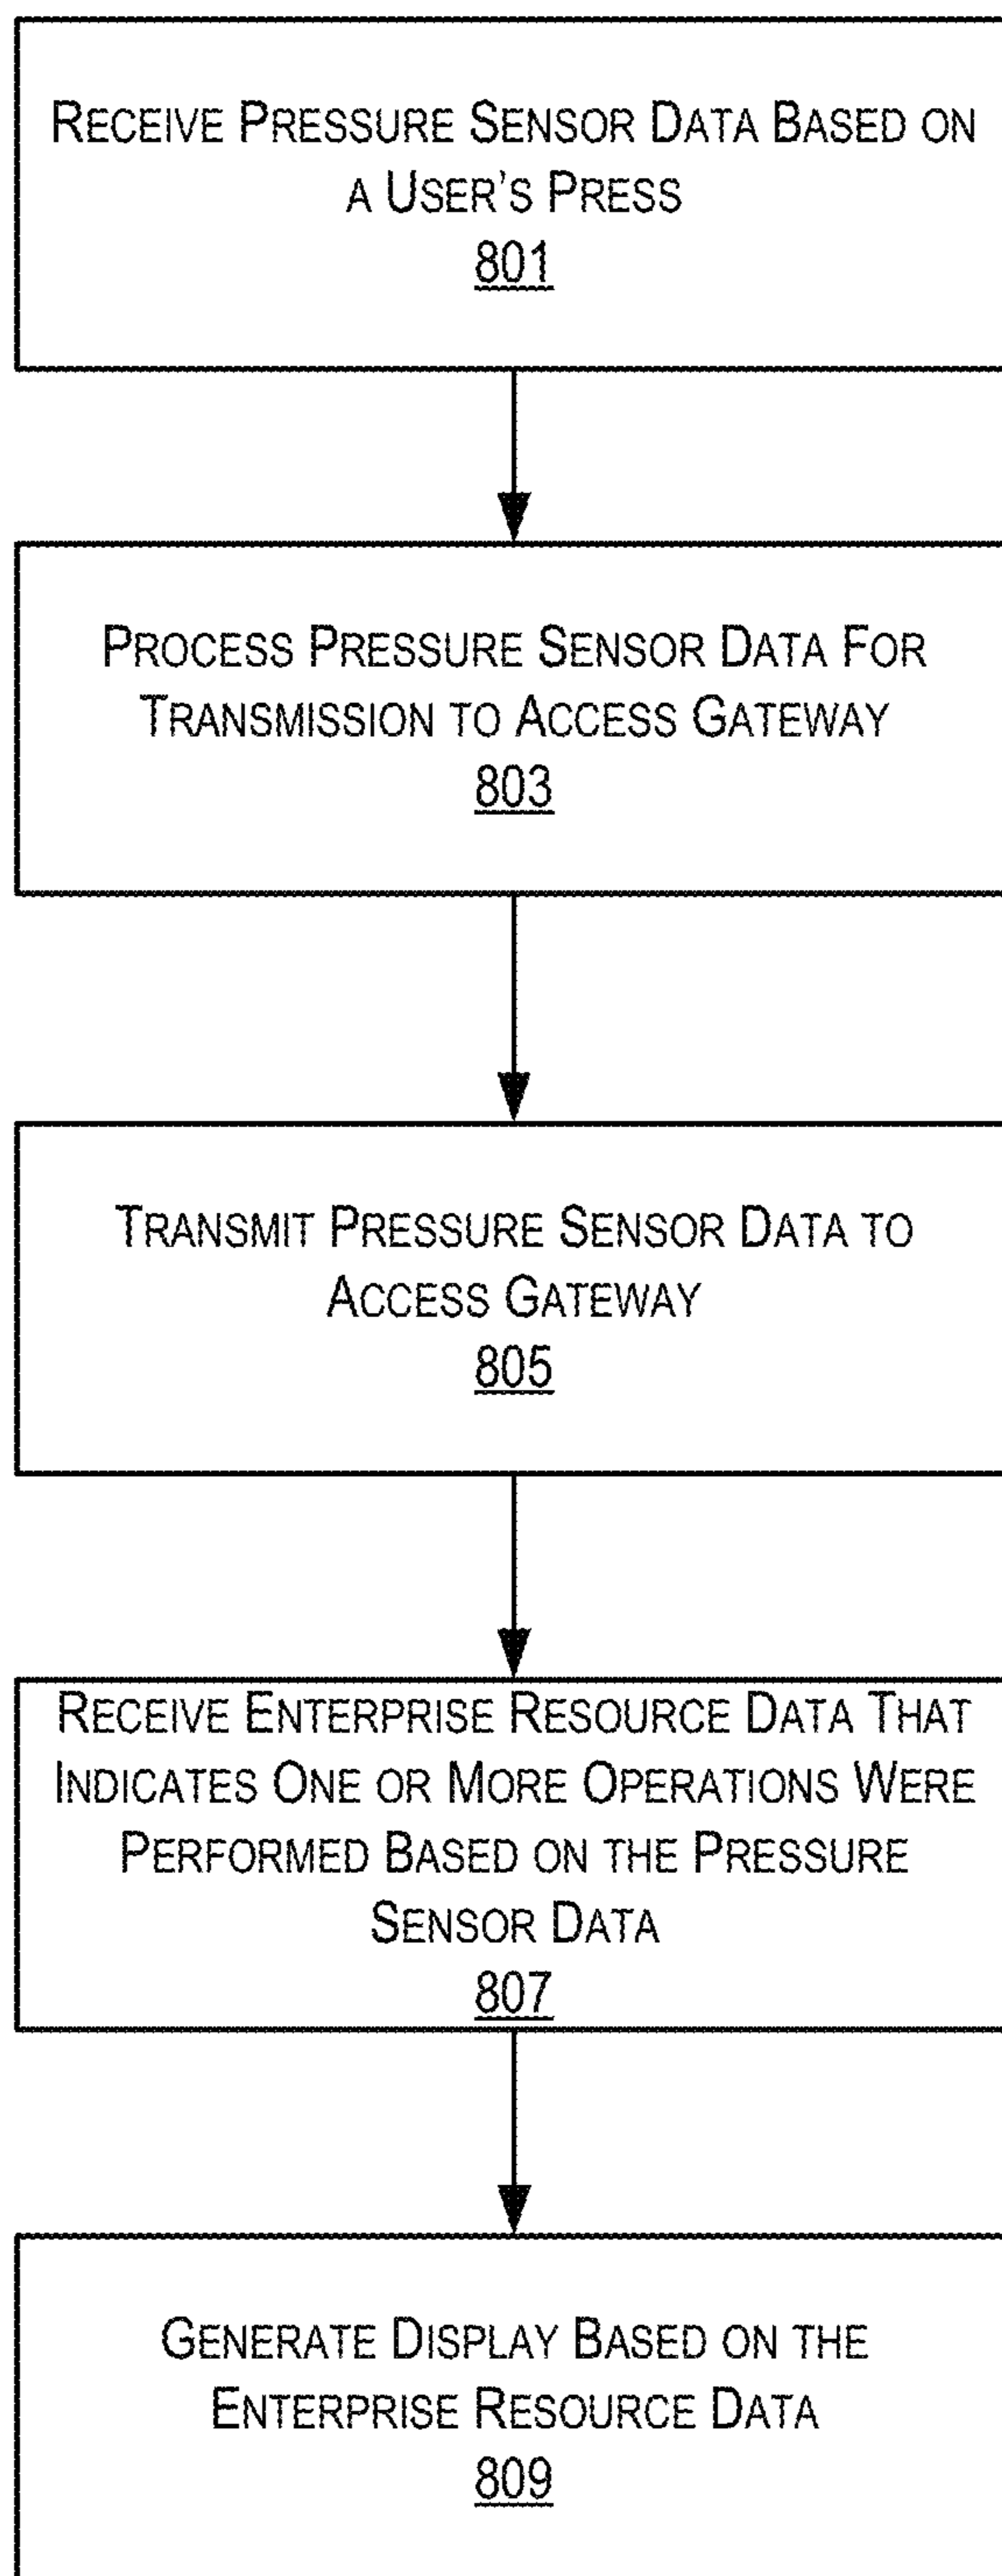 RECEIVE PRESSURE SENSOR DATA BASED ON
A USER'S PRESS
801
PROCESS PRESSURE SENSOR DATA FOR
TRANSMISSION TO ACCESS GATEWAY
803
TRANSMIT PRESSURE SENSOR DATA TO
ACCESS GATEWAY
805
RECEIVE ENTERPRISE RESOURCE DATA THAT
INDICATES ONE OR MORE OPERATIONS WERE
PERFORMED BASED ON THE PRESSURE
SENSOR DATA
807
GENERATE DISPLAY BASED ON THE
ENTERPRISE RESOURCE DATA
809